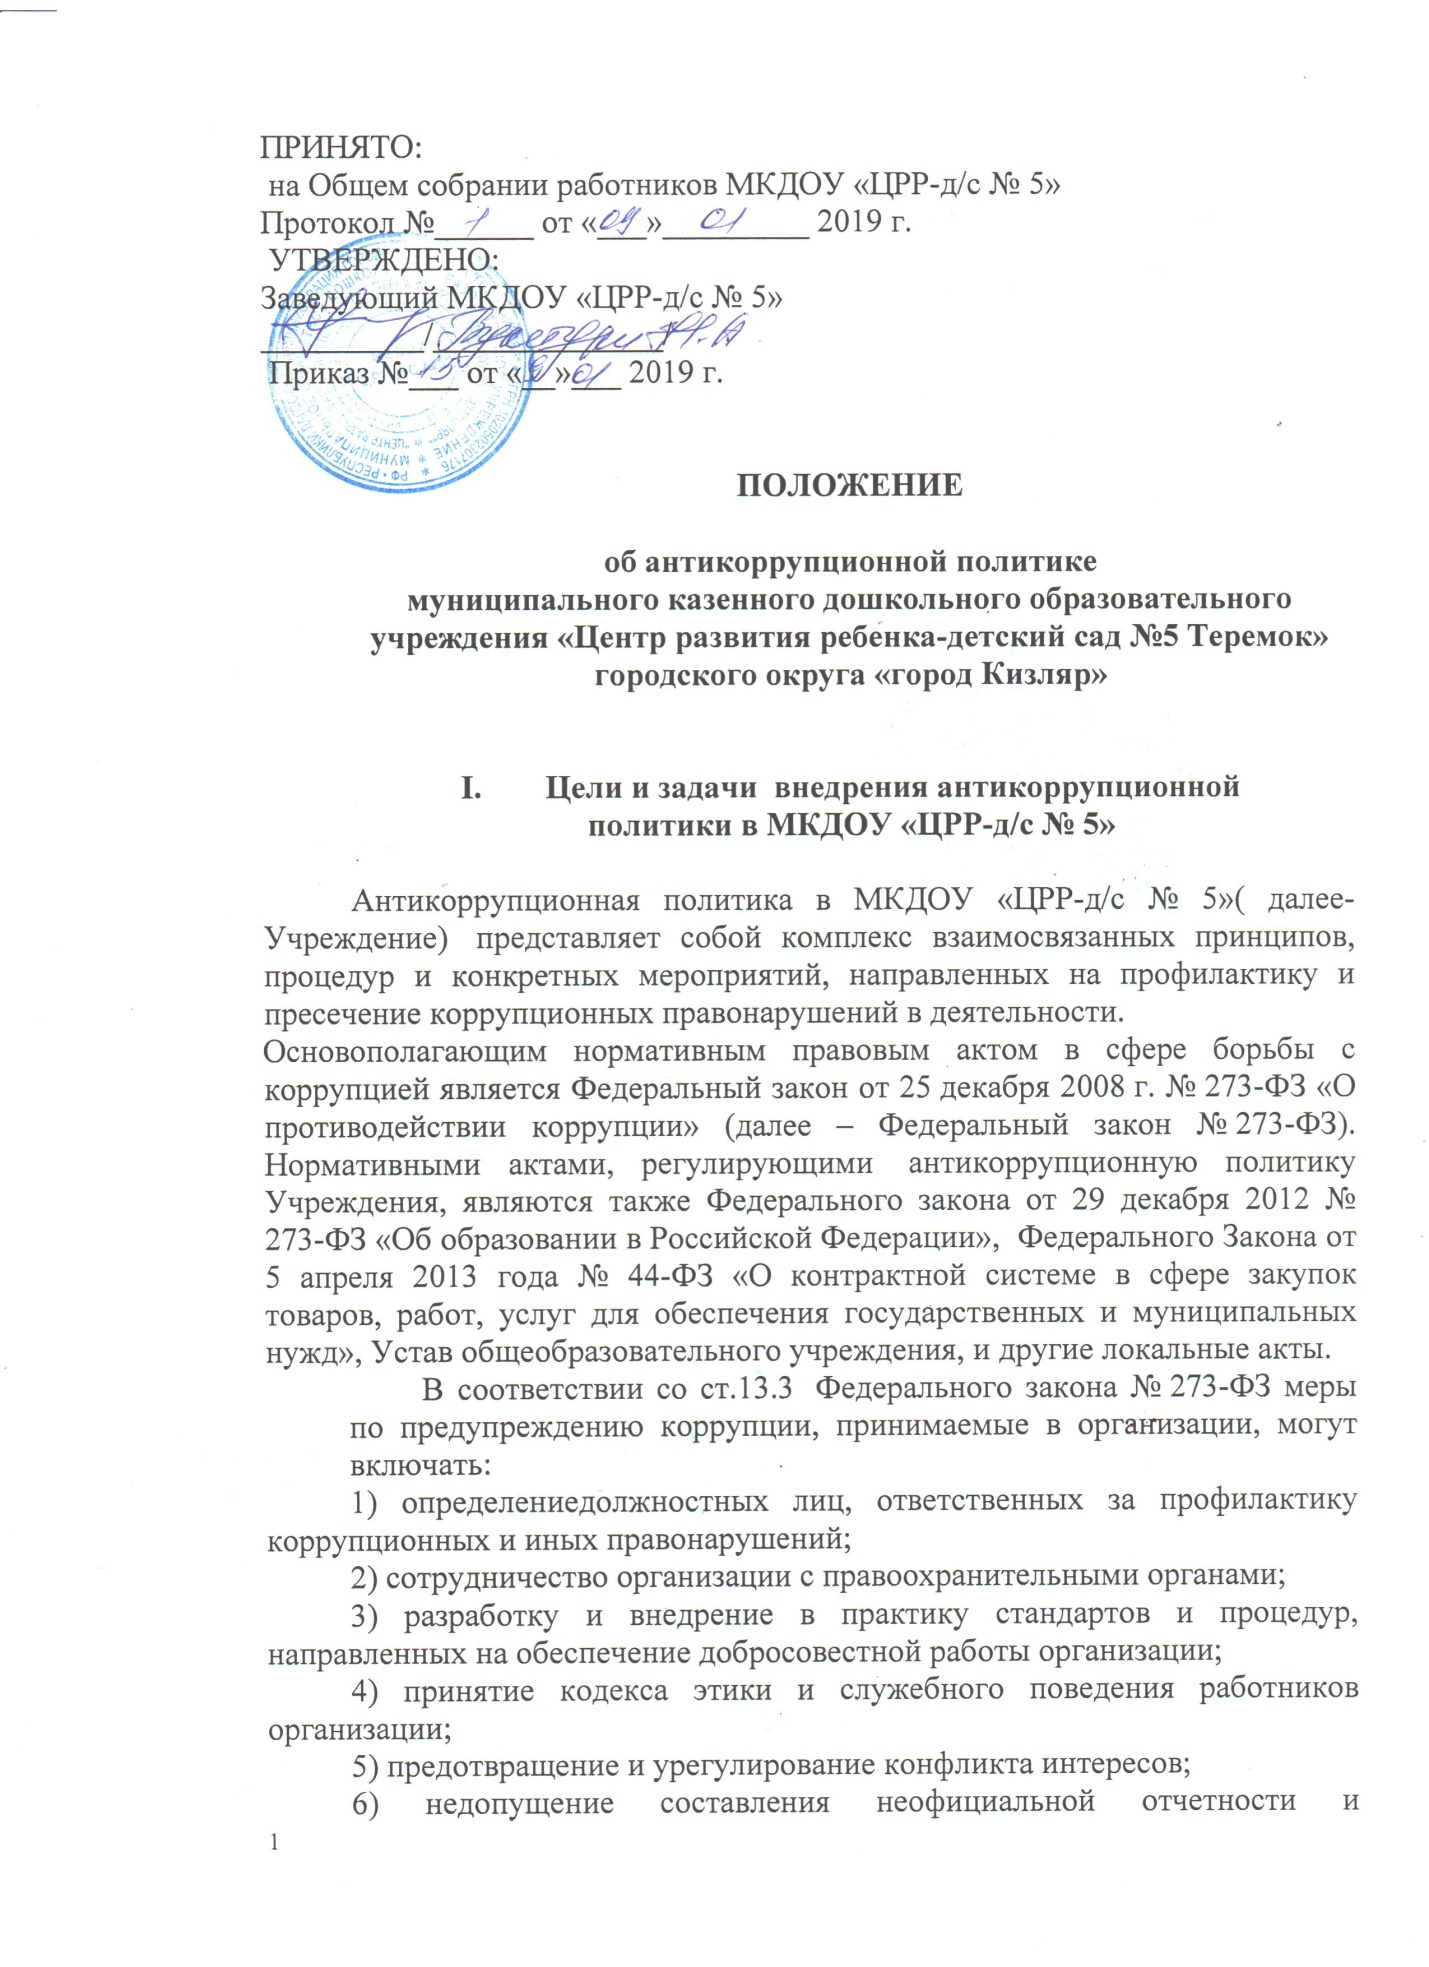 ПРИНЯТО:
на Общем собрании работников МКДОУ «ЦРР-д/с № 5»
Протокол № 1 от «09» 01 2019 г.
УТВЕРЖДЕНО:
Заведующий МКДОУ «ЦРР-д/с № 5»
Приказ № 15 от «9» 01 2019 г.
ПОЛОЖЕНИЕ
об антикоррупционной политике
муниципального казенного дошкольного образовательного
учреждения «Центр развития ребенка-детский сад №5 Теремок»
городского округа «город Кизляр»
I. Цели и задачи внедрения антикоррупционной
политики в МКДОУ «ЦРР-д/с № 5»
Антикоррупционная политика в МКДОУ «ЦРР-д/с № 5»( далее-
Учреждение) представляет собой комплекс взаимосвязанных принципов,
процедур и конкретных мероприятий, направленных на профилактику и
пресечение коррупционных правонарушений в деятельности.
Основополагающим нормативным правовым актом в сфере борьбы с
коррупцией является Федеральный закон от 25 декабря 2008 г. № 273-ФЗ «О
противодействии коррупции» (далее – Федеральный закон № 273-ФЗ).
Нормативными актами, регулирующими антикоррупционную политику
Учреждения, являются также Федерального закона от 29 декабря 2012 №
273-ФЗ «Об образовании в Российской Федерации», Федерального Закона от
5 апреля 2013 года № 44-ФЗ «О контрактной системе в сфере закупок
товаров, работ, услуг для обеспечения государственных и муниципальных
нужд», Устав общеобразовательного учреждения, и другие локальные акты.
В соответствии со ст.13.3 Федерального закона № 273-ФЗ меры
по предупреждению коррупции, принимаемые в организации, могут
включать:
1) определениедолжностных лиц, ответственных за профилактику
коррупционных и иных правонарушений;
2) сотрудничество организации с правоохранительными органами;
3) разработку и внедрение в практику стандартов и процедур,
направленных на обеспечение добросовестной работы организации;
4) принятие кодекса этики и служебного поведения работников
организации;
5) предотвращение и урегулирование конфликта интересов;
6) недопущение составления неофициальной отчетности и
1